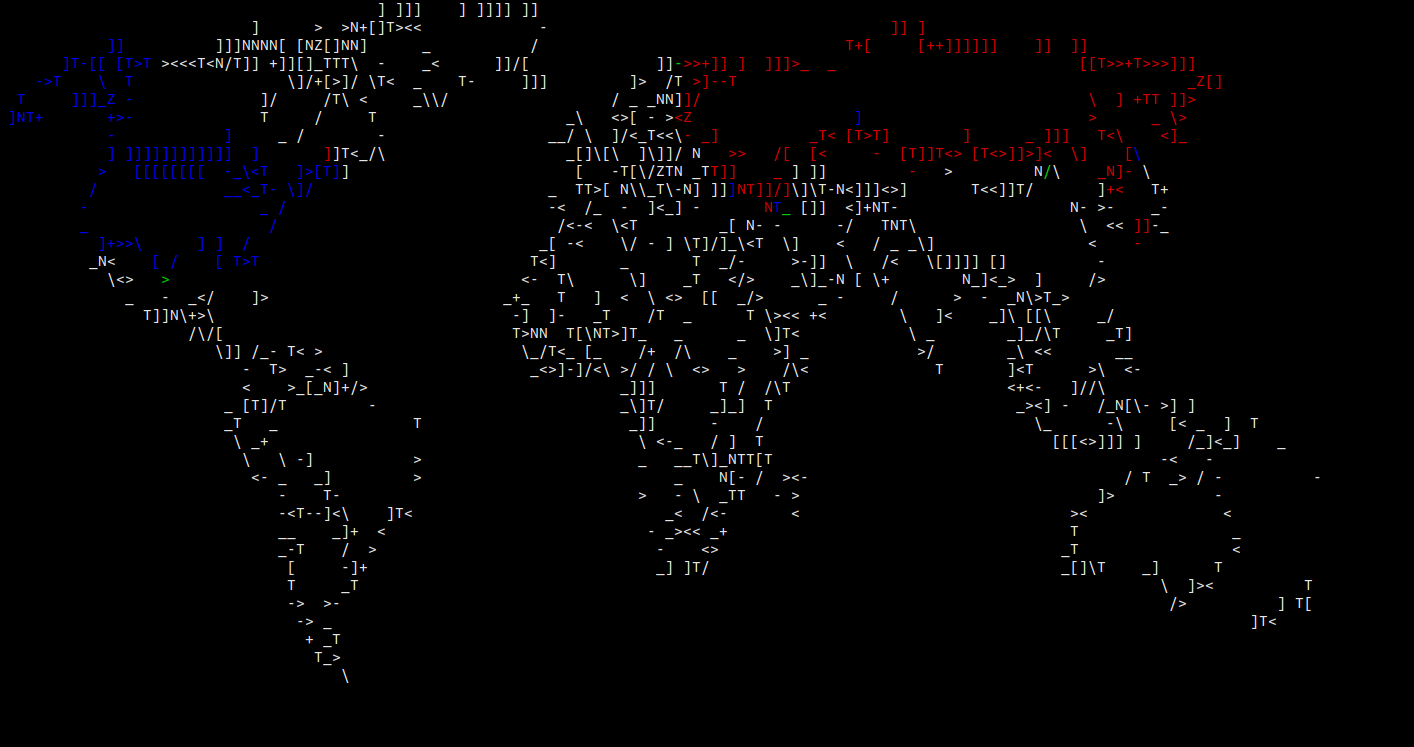 ] ]]] ] ]]]] ]]
] > >N+[]T><< - ]] ]
]] ]]]NNNN[ [NZ[]NN] _ / T+[ [++]]]]]] ]] ]]
]T-[[ [T>T ><<<T<N/T]] +]][]_TTT\ - _< ]]/[ ]]->>+]] ] ]]]>_ _ [[T>>+T>>>]]]
->T \ T \]/+[>]/ \T< _ T- ]]] ]> /T >]--T _Z[]
T ]]]_Z - ]/ /T\ < _\\/ / _ _NN]]/ \ ] +TT ]]>
]NT+ +>- T / T _\ <>[ - ><Z ] > _ \>
- ] _ / - __/ \ ]/<_T<<\- _] _T< [T>T] ] _ ]]] T<\ <]_
] ]]]]]]]]]]]] ] ]]T<_/\ _[]\[\ ]\]]/ N >> /[ [< - [T]]T<> [T<>]]>]< \] [\
> [[[[[[[[ -_\<T ]>[T]] [ -T[\/ZTN _TT]] _ ] ]] - > N/\ _N]- \
/ __<_T- \]/ _ TT>[ N\\_T\-N] ]]]NT]]/]\]\T-N<]]]<>] T<<]]T/ ]+< T+
- _ / -< /_ - ]<_] - NT_ []] <]+NT- N- >- _-
_ / /<-< \<T _[ N- - -/ TNT\ \ << ]]-_
]+>>\ ] ] / _[ -< \/ - ] \T]/]_\<T \] < / _ _\] < -
_N< [ / [ T>T T<] _ T _/- >-]] \ /< \[]]]] [] -
\<> > <- T\ \] _T </> _\]_-N [ \+ N_]<_> ] />
_ - _</ ]> _+_ T ] < \ <> [[ _/> _ - / > - _N\>T_>
T]]N\+>\ -] ]- _T /T _ T \><< +< \ ]< _]\ [[\ _/
/\/[ T>NN T[\NT>]T_ _ _ \]T< \ _ _]_/\T _T]
\]] /_- T< > \_/T<_ [_ /+ /\ _ >] _ >/ _\ << __
- T> _-< ] _<>]-]/<\ >/ / \ <> > /\< T ]<T >\ <-
< >_[_N]+/> _]]] T / /\T <+<- ]//\
_ [T]/T - _\]T/ _]_] T _><] - /_N[\- >] ]
_T _ T _]] - / \_ -\ [< _ ] T
\ _+ \ <-_ / ] T [[[<>]]] ] /_]<_] _
\ \ -] > _ __T\]_NTT[T -< -
<- _ _] > _ N[- / ><- / T _> / - -
- T- > - \ _TT - > ]> -
-<T--]<\ ]T< _< /<- < >< <
__ _]+ < - _><< _+ T _
_-T / > - <> _T <
[ -]+ _] ]T/ _[]\T _] T
T _T \ ]>< T
-> >- /> ] T[
-> _ ]T<
+ _T
T_>
\